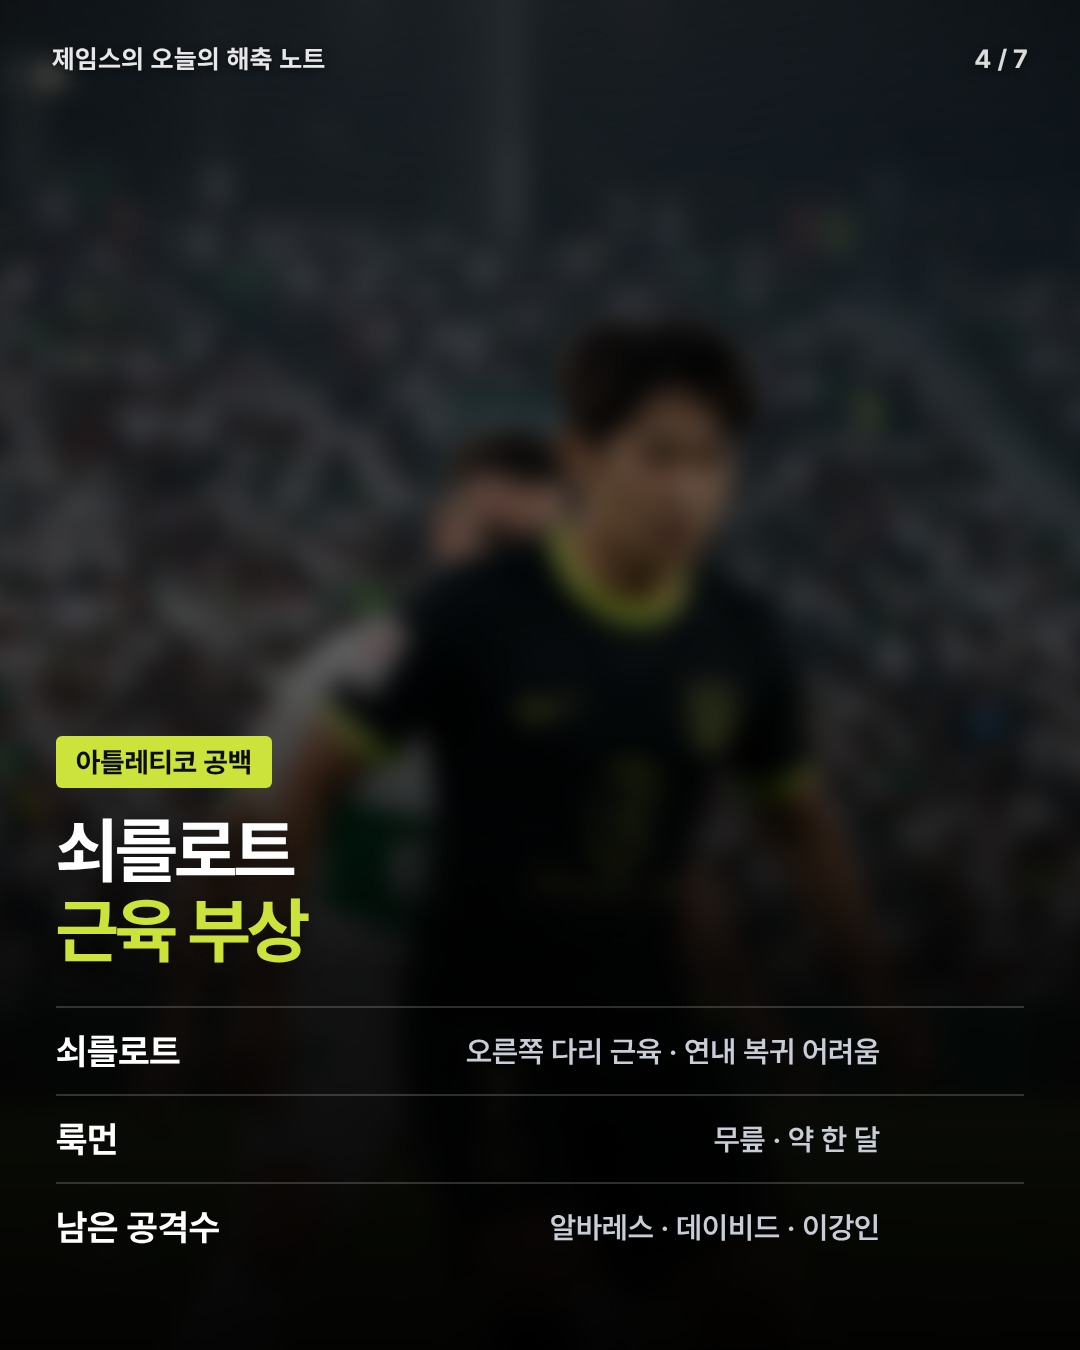 제임스의 오늘의 해축 노트
4 / 7
아틀레티코 공백
쇠를로트
근육 부상
쇠를로트 오른쪽 다리 근육 · 연내 복귀 어려움
룩먼 무릎 · 약 한 달
남은 공격수 알바레스 · 데이비드 · 이강인